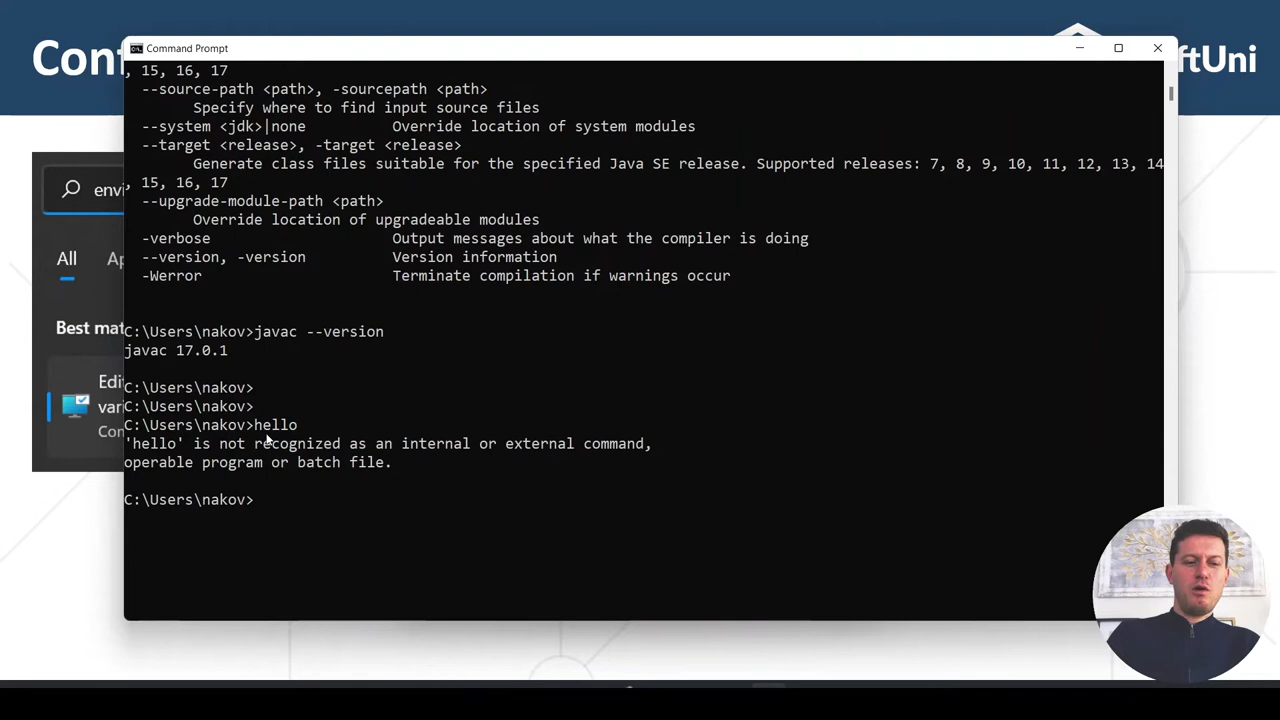 Conf
Command Prompt
ftUni
, 15, 16, 17
--source-path <path>, -sourcepath <path>
Specify where to find input source files
--system <jdk>|none Override location of system modules
--target <release>, -target <release>
Generate class files suitable for the specified Java SE release. Supported releases: 7, 8, 9, 10, 11, 12, 13, 14
, 15, 16, 17
--upgrade-module-path <path>
Override location of upgradeable modules
-verbose Output messages about what the compiler is doing
--version, -version Version information
-Werror Terminate compilation if warnings occur
C:\Users\nakov>javac --version
javac 17.0.1
C:\Users\nakov>
C:\Users\nakov>
C:\Users\nakov>hello
'hello' is not recognized as an internal or external command,
operable program or batch file.
C:\Users\nakov>
envi
All Ap
Best mat
Edi
vari
Con